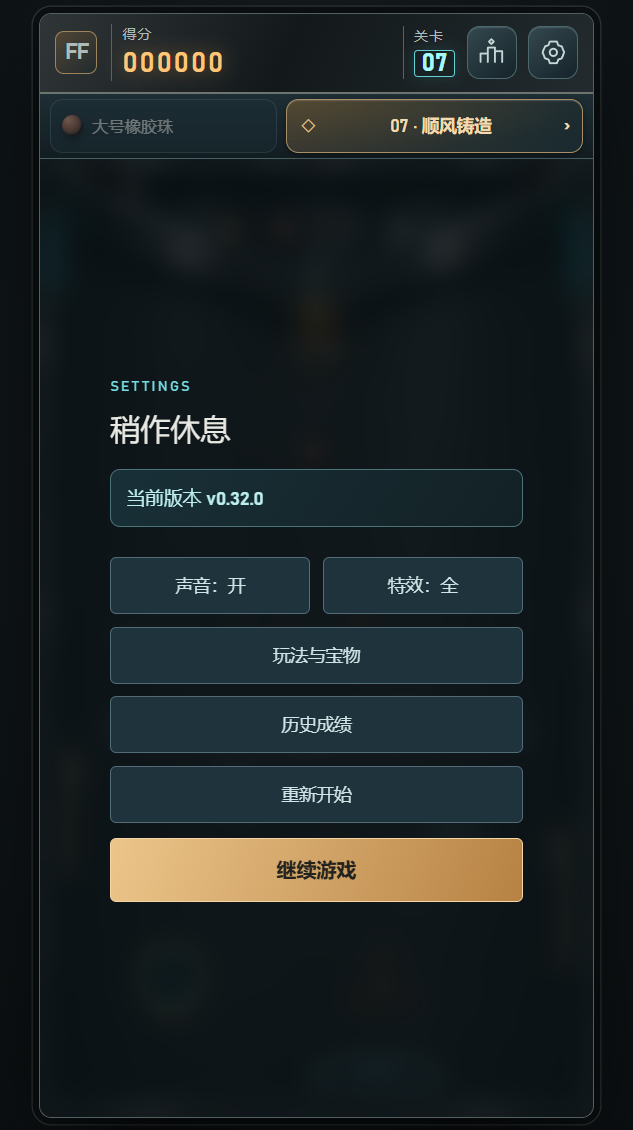 FF
得分
000000
关卡
07
大号橡胶珠
07 · 顺风铸造 ›
SETTINGS
稍作休息
当前版本 v0.32.0
声音：开
特效：全
玩法与宝物
历史成绩
重新开始
继续游戏